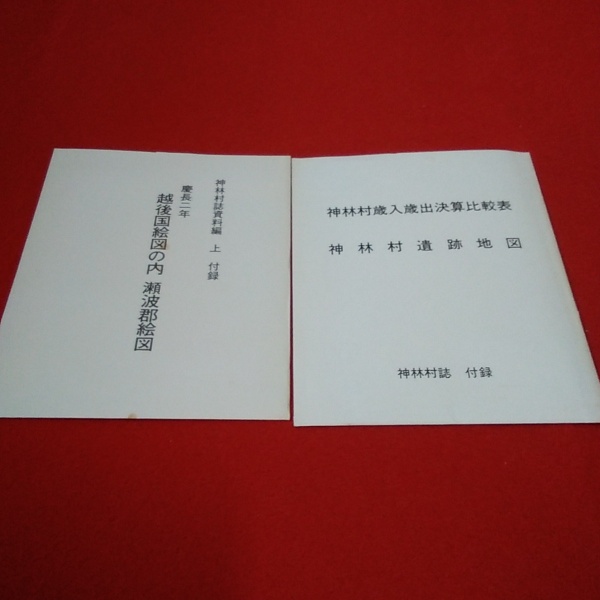 神林村誌資料編　上　付録
慶長二年
越後国絵図の内　瀬波郡絵図
神林村歳入歳出決算比較表
神林村遺跡地図
神林村誌　付録